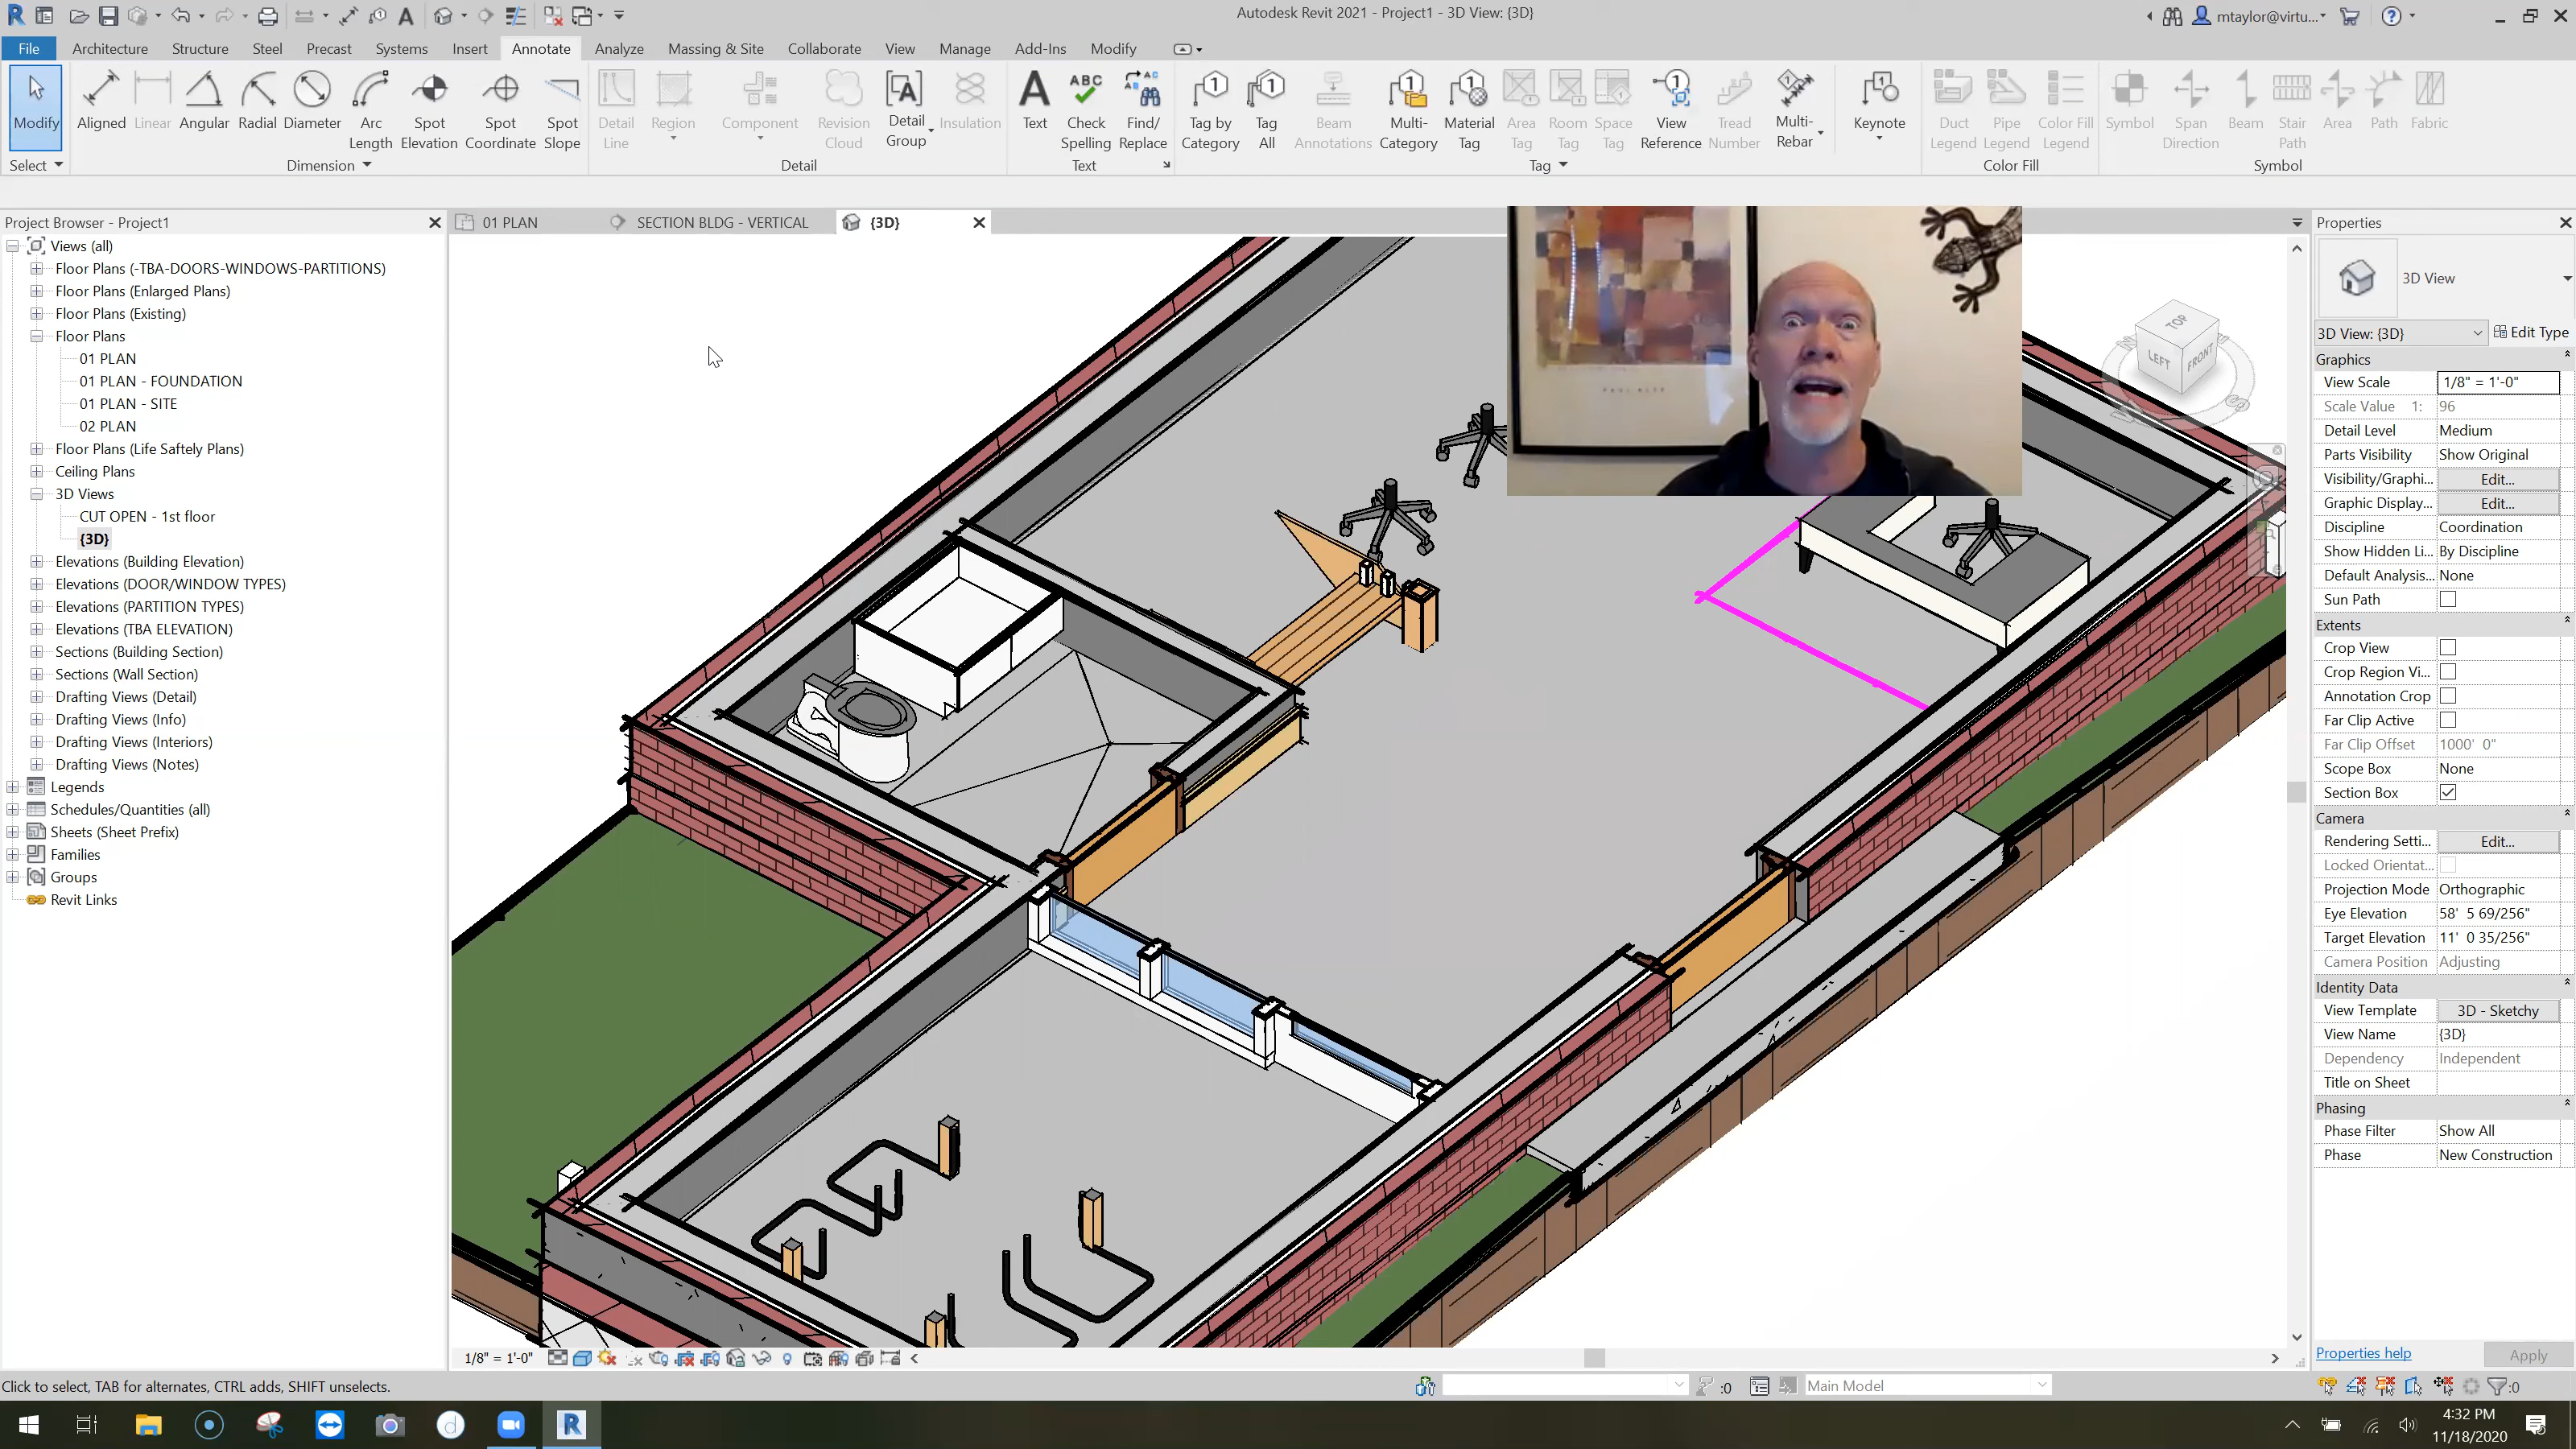 Autodesk Revit 2021 - Project1 - 3D View: {3D}
mtaylor@virtu...
File Architecture Structure Steel Precast Systems Insert Annotate Analyze Massing & Site Collaborate View Manage Add-Ins Modify
Modify
Aligned
Linear
Angular
Radial
Diameter
Arc Length
Spot Elevation
Spot Coordinate
Spot Slope
Detail Line
Region
Component
Revision Cloud
Detail Group
Insulation
Text
Check Spelling
Find/ Replace
Tag by Category
Tag All
Beam Annotations
Multi- Category
Material Tag
Area Tag
Room Tag
Space Tag
View Reference
Tread Number
Multi- Rebar
Keynote
Duct Legend
Pipe Legend
Color Fill Legend
Symbol
Span Direction
Beam
Stair Path
Area
Path
Fabric
Select Dimension Detail Text Tag Color Fill Symbol
Project Browser - Project1
Views (all)
Floor Plans (-TBA-DOORS-WINDOWS-PARTITIONS)
Floor Plans (Enlarged Plans)
Floor Plans (Existing)
Floor Plans
01 PLAN
01 PLAN - FOUNDATION
01 PLAN - SITE
02 PLAN
Floor Plans (Life Saftely Plans)
Ceiling Plans
3D Views
CUT OPEN - 1st floor
{3D}
Elevations (Building Elevation)
Elevations (DOOR/WINDOW TYPES)
Elevations (PARTITION TYPES)
Elevations (TBA ELEVATION)
Sections (Building Section)
Sections (Wall Section)
Drafting Views (Detail)
Drafting Views (Info)
Drafting Views (Interiors)
Drafting Views (Notes)
Legends
Schedules/Quantities (all)
Sheets (Sheet Prefix)
Families
Groups
Revit Links
01 PLAN
SECTION BLDG - VERTICAL
{3D}
TOP
LEFT
FRONT
Properties
3D View
3D View: {3D} Edit Type
Graphics
View Scale 1/8" = 1'-0"
Scale Value 1: 96
Detail Level Medium
Parts Visibility Show Original
Visibility/Graphi... Edit...
Graphic Display... Edit...
Discipline Coordination
Show Hidden Li... By Discipline
Default Analysis... None
Sun Path
Extents
Crop View
Crop Region Vi...
Annotation Crop
Far Clip Active
Far Clip Offset 1000' 0"
Scope Box None
Section Box
Camera
Rendering Setti... Edit...
Locked Orientat...
Projection Mode Orthographic
Eye Elevation 58' 5 69/256"
Target Elevation 11' 0 35/256"
Camera Position Adjusting
Identity Data
View Template 3D - Sketchy
View Name {3D}
Dependency Independent
Title on Sheet
Phasing
Phase Filter Show All
Phase New Construction
Properties help Apply
1/8" = 1'-0"
Click to select, TAB for alternates, CTRL adds, SHIFT unselects.
:0
Main Model
:0
4:32 PM
11/18/2020